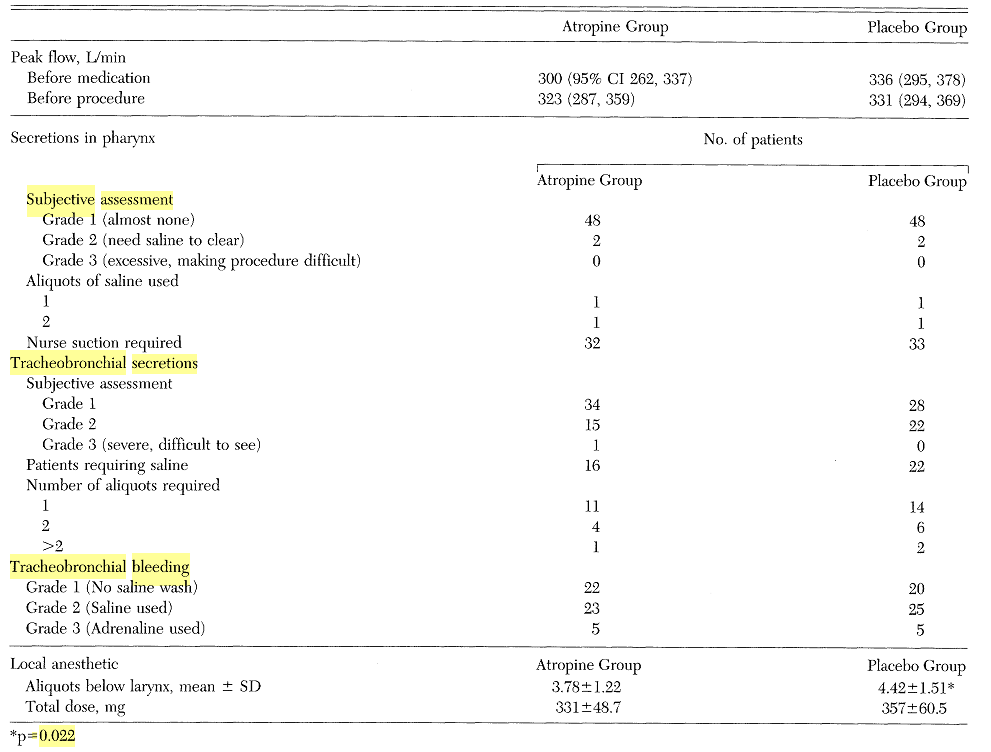 Atropine Group Placebo Group
Peak flow, L/min
Before medication 300 (95% CI 262, 337) 336 (295, 378)
Before procedure 323 (287, 359) 331 (294, 369)
Secretions in pharynx No. of patients
Atropine Group Placebo Group
Subjective assessment
Grade 1 (almost none) 48 48
Grade 2 (need saline to clear) 2 2
Grade 3 (excessive, making procedure difficult) 0 0
Aliquots of saline used
1 1 1
2 1 1
Nurse suction required 32 33
Tracheobronchial secretions
Subjective assessment
Grade 1 34 28
Grade 2 15 22
Grade 3 (severe, difficult to see) 1 0
Patients requiring saline 16 22
Number of aliquots required
1 11 14
2 4 6
>2 1 2
Tracheobronchial bleeding
Grade 1 (No saline wash) 22 20
Grade 2 (Saline used) 23 25
Grade 3 (Adrenaline used) 5 5
Local anesthetic Atropine Group Placebo Group
Aliquots below larynx, mean ± SD 3.78±1.22 4.42±1.51*
Total dose, mg 331±48.7 357±60.5
*p=0.022